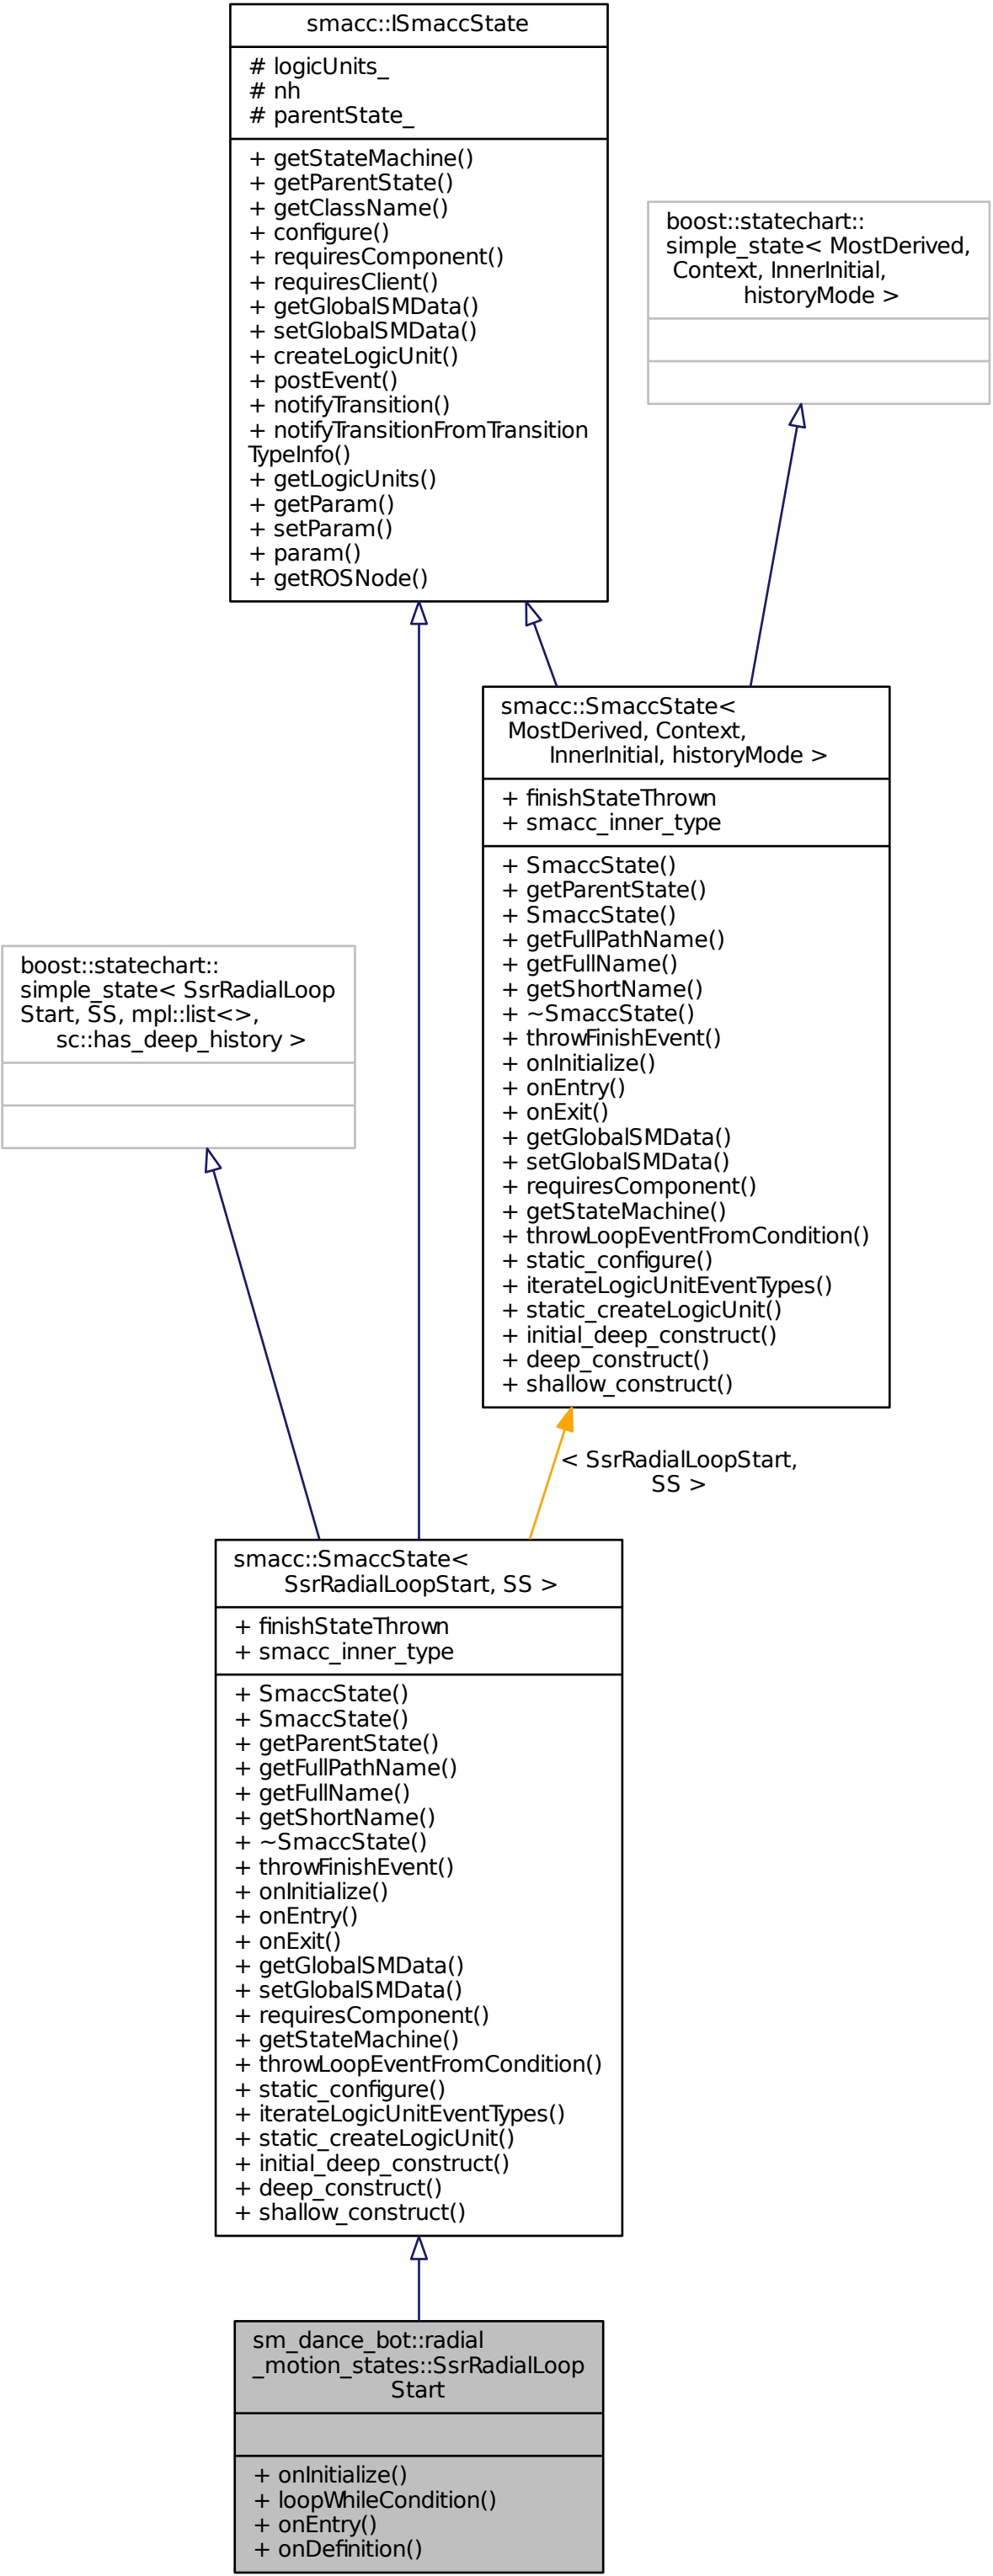 smacc::ISmaccState
# logicUnits_
# nh
# parentState_
+ getStateMachine()
+ getParentState()
+ getClassName()
+ configure()
+ requiresComponent()
+ requiresClient()
+ getGlobalSMData()
+ setGlobalSMData()
+ createLogicUnit()
+ postEvent()
+ notifyTransition()
+ notifyTransitionFromTransition
TypeInfo()
+ getLogicUnits()
+ getParam()
+ setParam()
+ param()
+ getROSNode()
boost::statechart::
simple_state< MostDerived,
Context, InnerInitial,
historyMode >
smacc::SmaccState<
MostDerived, Context,
InnerInitial, historyMode >
+ finishStateThrown
+ smacc_inner_type
+ SmaccState()
+ getParentState()
+ SmaccState()
+ getFullPathName()
+ getFullName()
+ getShortName()
+ ~SmaccState()
+ throwFinishEvent()
+ onInitialize()
+ onEntry()
+ onExit()
+ getGlobalSMData()
+ setGlobalSMData()
+ requiresComponent()
+ getStateMachine()
+ throwLoopEventFromCondition()
+ static_configure()
+ iterateLogicUnitEventTypes()
+ static_createLogicUnit()
+ initial_deep_construct()
+ deep_construct()
+ shallow_construct()
boost::statechart::
simple_state< SsrRadialLoop
Start, SS, mpl::list<>,
sc::has_deep_history >
< SsrRadialLoopStart,
SS >
smacc::SmaccState<
SsrRadialLoopStart, SS >
+ finishStateThrown
+ smacc_inner_type
+ SmaccState()
+ SmaccState()
+ getParentState()
+ getFullPathName()
+ getFullName()
+ getShortName()
+ ~SmaccState()
+ throwFinishEvent()
+ onInitialize()
+ onEntry()
+ onExit()
+ getGlobalSMData()
+ setGlobalSMData()
+ requiresComponent()
+ getStateMachine()
+ throwLoopEventFromCondition()
+ static_configure()
+ iterateLogicUnitEventTypes()
+ static_createLogicUnit()
+ initial_deep_construct()
+ deep_construct()
+ shallow_construct()
sm_dance_bot::radial
_motion_states::SsrRadialLoop
Start
+ onInitialize()
+ loopWhileCondition()
+ onEntry()
+ onDefinition()